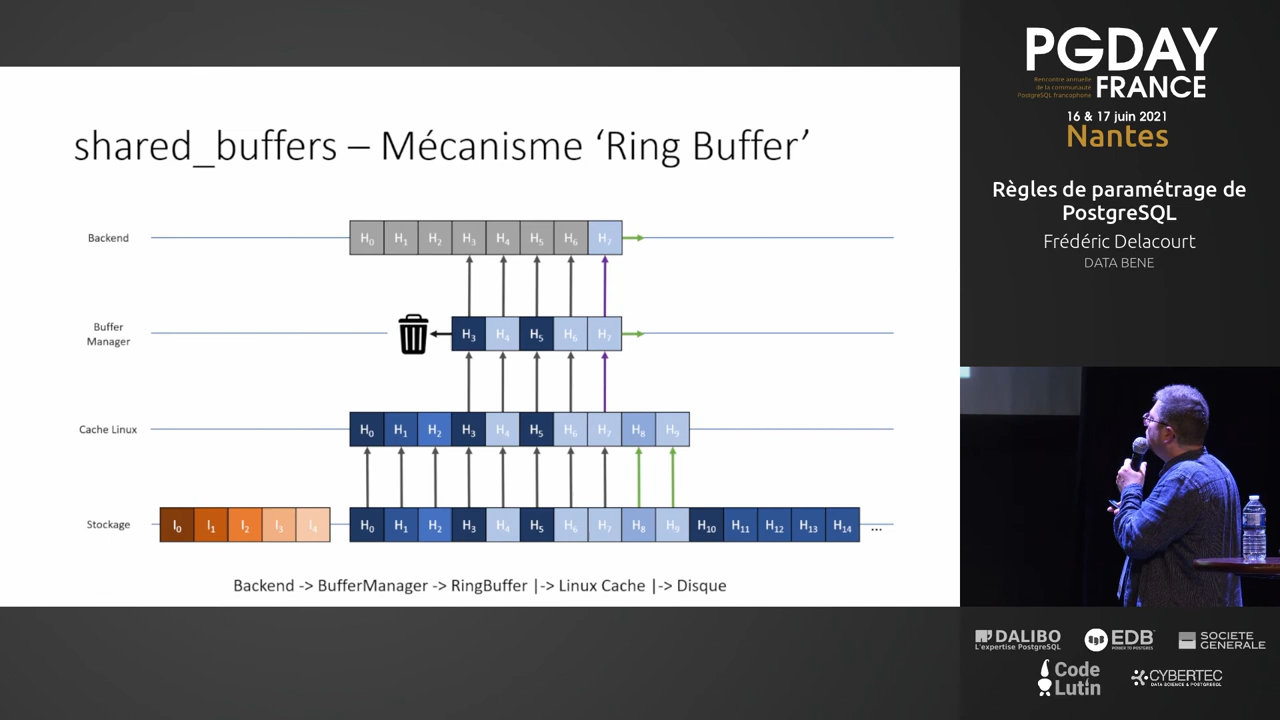 shared_buffers – Mécanisme ‘Ring Buffer’
Backend
H0 H1 H2 H3 H4 H5 H6 H7
Buffer
Manager
H3 H4 H5 H6 H7
Cache Linux
H0 H1 H2 H3 H4 H5 H6 H7 H8 H9
Stockage
I0 I1 I2 I3 I4
H0 H1 H2 H3 H4 H5 H6 H7 H8 H9 H10 H11 H12 H13 H14 ...
Backend -> BufferManager -> RingBuffer |-> Linux Cache |-> Disque
PGDAY
Rencontre annuelle
de la communauté
PostgreSQL francophone
FRANCE
16 & 17 juin 2021
Nantes
Règles de paramétrage de
PostgreSQL
Frédéric Delacourt
DATA BENE
DALIBO
L'expertise PostgreSQL
EDB
POWER TO POSTGRES
SOCIETE
GENERALE
Code
Lutin
CYBERTEC
DATA SCIENCE & POSTGRESQL